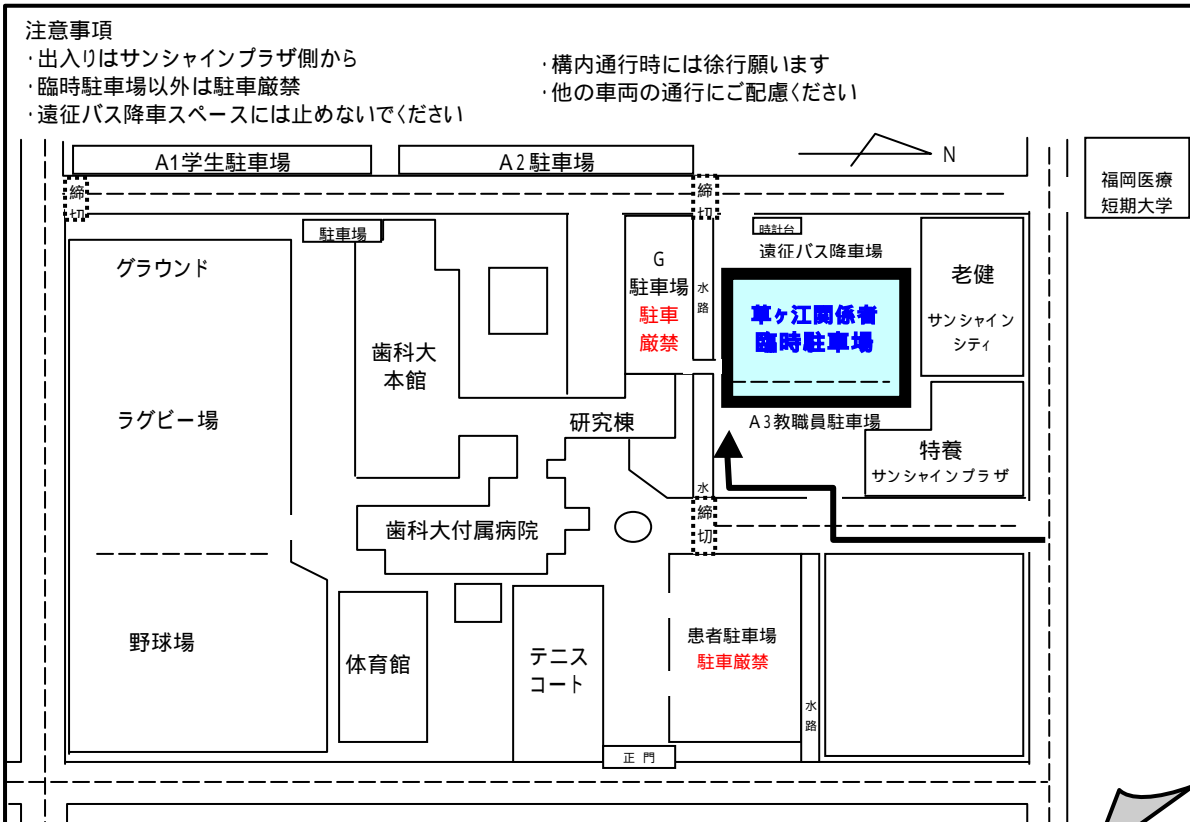 注意事項
・出入りはサンシャインプラザ側から
・臨時駐車場以外は駐車厳禁
・遠征バス降車スペースには止めないでください
・構内通行時には徐行願います
・他の車両の通行にご配慮ください
A1学生駐車場
A2駐車場
N
福岡医療
短期大学
締
切
締
切
駐車場
時計台
遠征バス降車場
グラウンド
G
駐車場
駐車
厳禁
水
路
草ヶ江関係者
臨時駐車場
老健
サンシャイン
シティ
歯科大
本館
ラグビー場
研究棟
A3教職員駐車場
特養
サンシャインプラザ
水
締
切
歯科大付属病院
野球場
体育館
テニス
コート
患者駐車場
駐車厳禁
水
路
正門